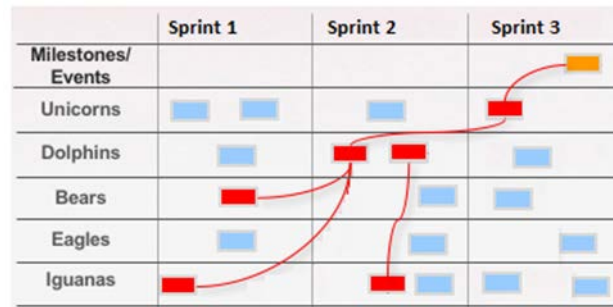 Sprint 1 Sprint 2 Sprint 3
Milestones/
Events
Unicorns
Dolphins
Bears
Eagles
Iguanas